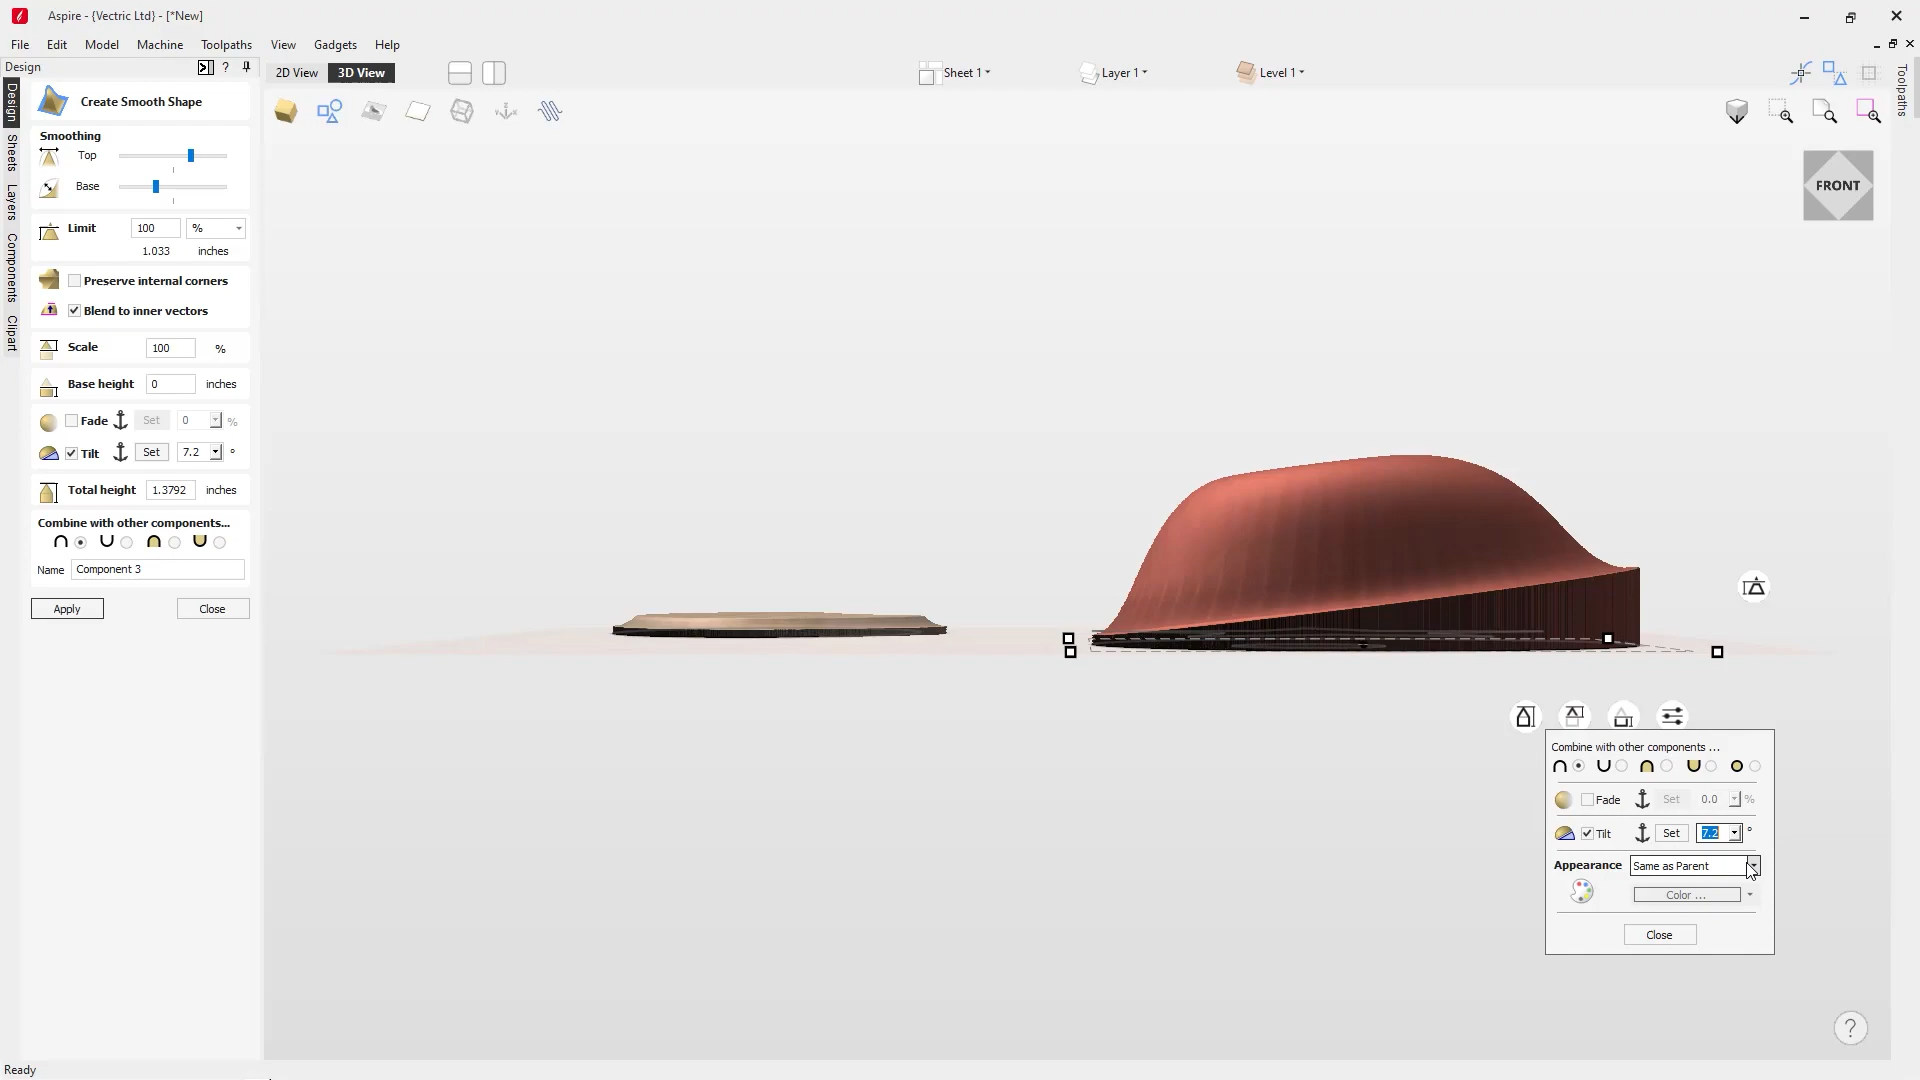 Aspire - {Vectric Ltd} - [*New]
File Edit Model Machine Toolpaths View Gadgets Help
Design ?
2D View 3D View Sheet 1 Layer 1 Level 1
Design
Sheets
Layers
Components
Clipart
Toolpaths
Create Smooth Shape
Smoothing
Top
Base
Limit 100 %
1.033 inches
Preserve internal corners
Blend to inner vectors
Scale 100 %
Base height 0 inches
Fade Set 0 %
Tilt Set 7.2 °
Total height 1.3792 inches
Combine with other components...
Name Component 3
Apply Close
FRONT
Combine with other components ...
Fade Set 0.0 %
Tilt Set 7.2 °
Appearance Same as Parent
Color ...
Close
?
Ready